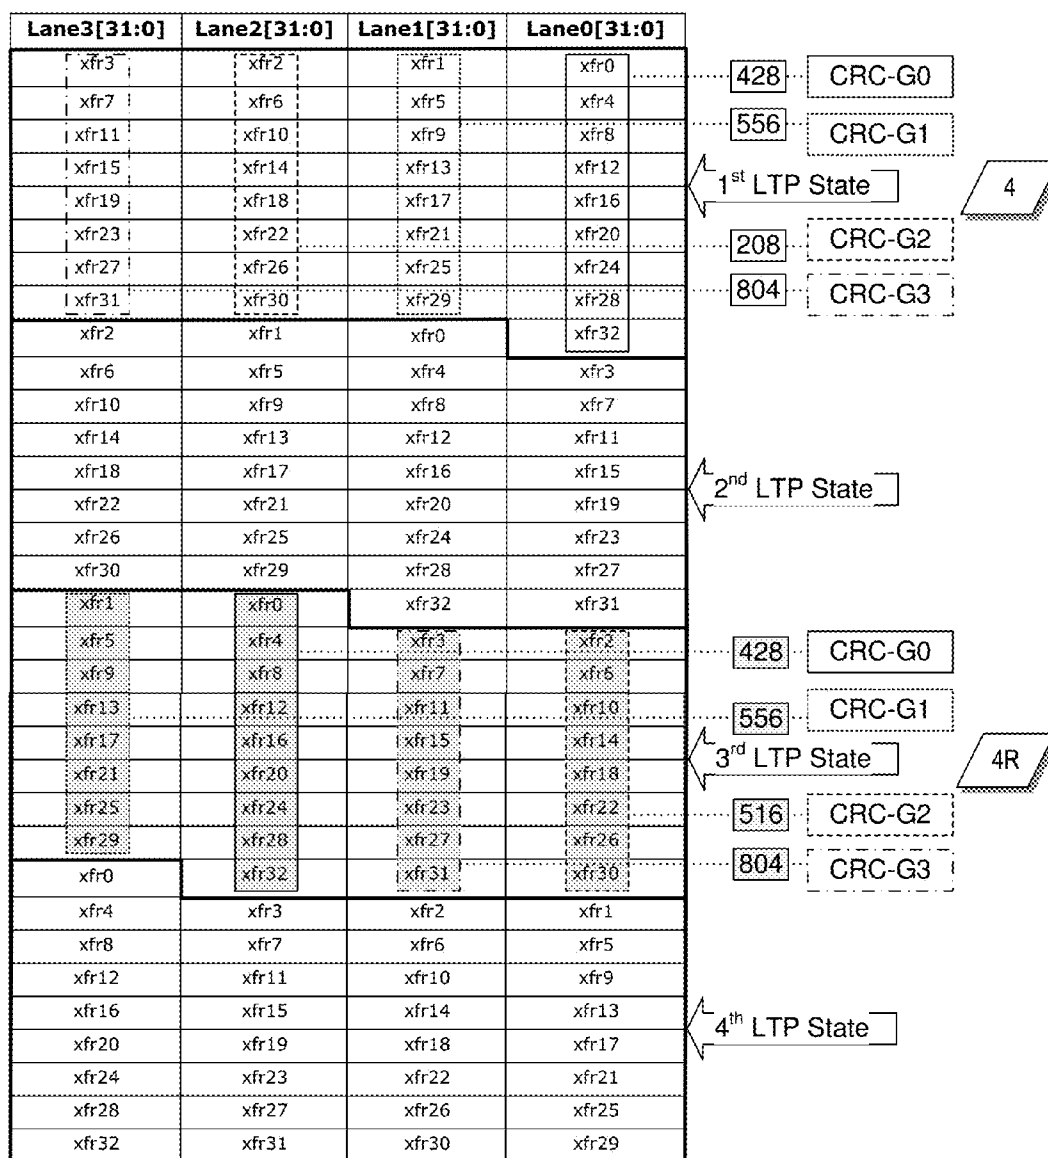 Lane3[31:0] Lane2[31:0] Lane1[31:0] Lane0[31:0]
xfr3 xfr2 xfr1 xfr0 428 CRC-G0
xfr7 xfr6 xfr5 xfr4
xfr11 xfr10 xfr9 xfr8 556 CRC-G1
xfr15 xfr14 xfr13 xfr12
1st LTP State 4
xfr19 xfr18 xfr17 xfr16
xfr23 xfr22 xfr21 xfr20 208 CRC-G2
xfr27 xfr26 xfr25 xfr24
xfr31 xfr30 xfr29 xfr28 804 CRC-G3
xfr2 xfr1 xfr0 xfr32
xfr6 xfr5 xfr4 xfr3
xfr10 xfr9 xfr8 xfr7
xfr14 xfr13 xfr12 xfr11
xfr18 xfr17 xfr16 xfr15
2nd LTP State
xfr22 xfr21 xfr20 xfr19
xfr26 xfr25 xfr24 xfr23
xfr30 xfr29 xfr28 xfr27
xfr1 xfr0 xfr32 xfr31
xfr5 xfr4 xfr3 xfr2 428 CRC-G0
xfr9 xfr8 xfr7 xfr6
xfr13 xfr12 xfr11 xfr10 556 CRC-G1
xfr17 xfr16 xfr15 xfr14
3rd LTP State 4R
xfr21 xfr20 xfr19 xfr18
xfr25 xfr24 xfr23 xfr22 516 CRC-G2
xfr29 xfr28 xfr27 xfr26
xfr0 xfr32 xfr31 xfr30 804 CRC-G3
xfr4 xfr3 xfr2 xfr1
xfr8 xfr7 xfr6 xfr5
xfr12 xfr11 xfr10 xfr9
xfr16 xfr15 xfr14 xfr13
4th LTP State
xfr20 xfr19 xfr18 xfr17
xfr24 xfr23 xfr22 xfr21
xfr28 xfr27 xfr26 xfr25
xfr32 xfr31 xfr30 xfr29